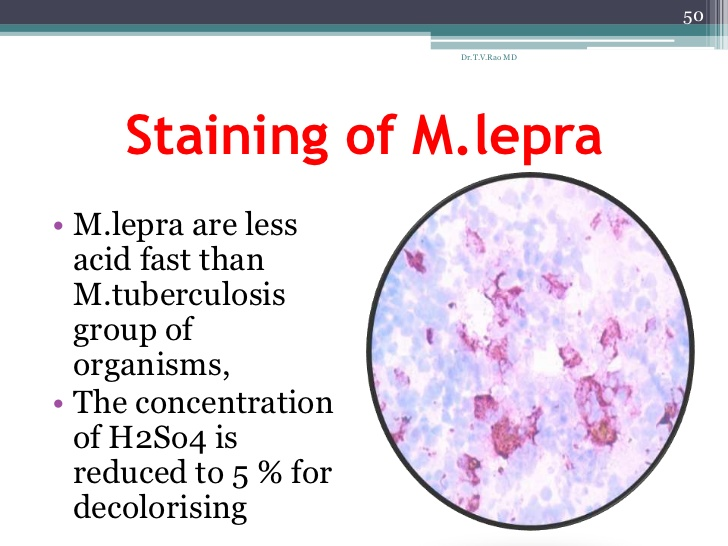 50
Dr.T.V.Rao MD
Staining of M.lepra
• M.lepra are less
acid fast than
M.tuberculosis
group of
organisms,
• The concentration
of H2So4 is
reduced to 5 % for
decolorising